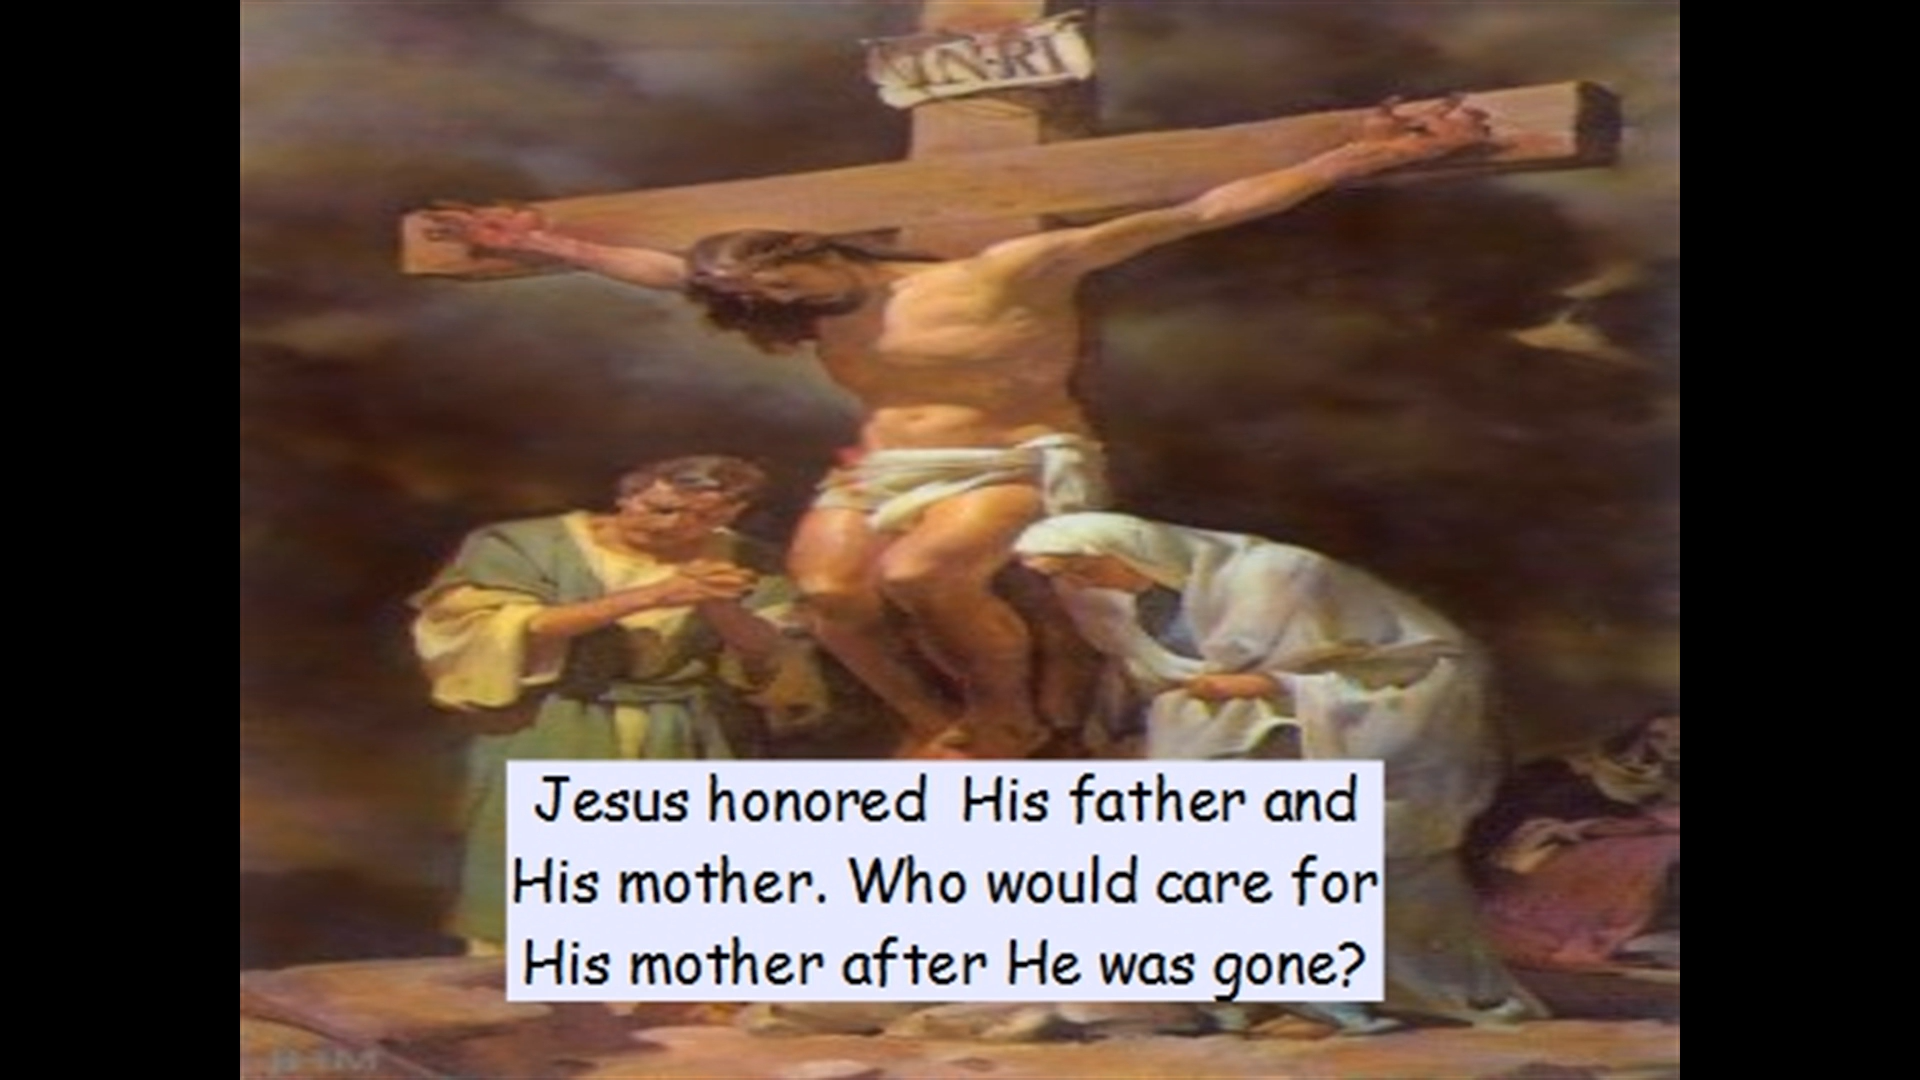 I.N.R.I
Jesus honored His father and
His mother. Who would care for
His mother after He was gone?